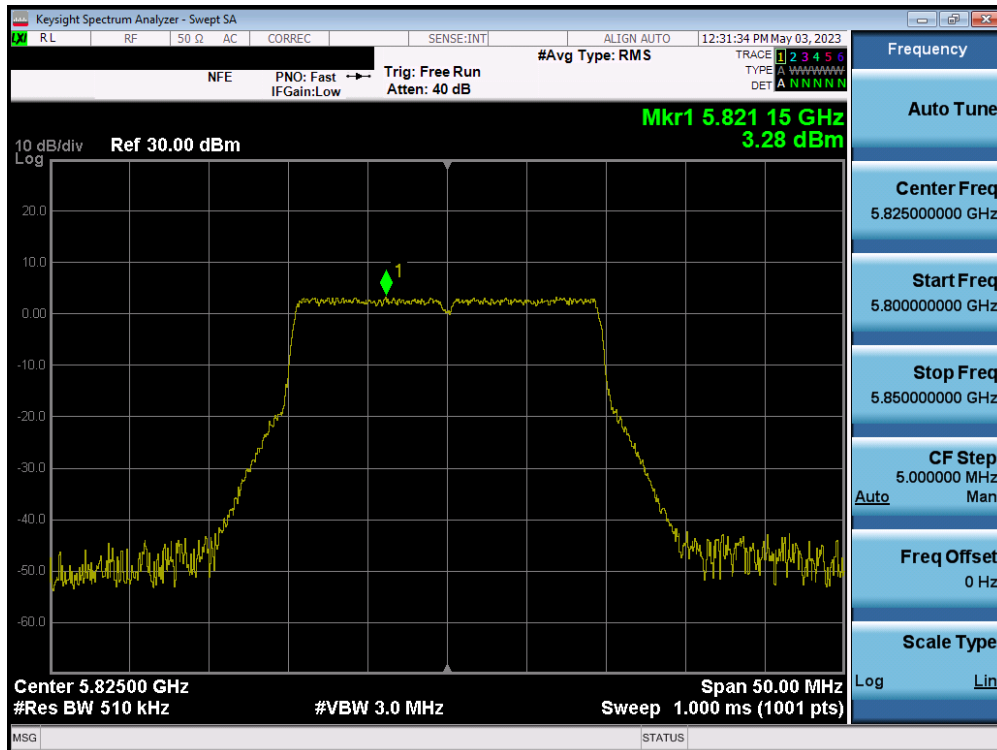 Keysight Spectrum Analyzer - Swept SA
LXI RL RF 50 Ω AC CORREC SENSE:INT ALIGN AUTO 12:31:34 PM May 03, 2023
NFE PNO: Fast Trig: Free Run #Avg Type: RMS TRACE 1 2 3 4 5 6
IFGain:Low Atten: 40 dB TYPE A WWWWW
DET A N N N N N
Mkr1 5.821 15 GHz
3.28 dBm
10 dB/div Ref 30.00 dBm
Log
20.0
10.0
1
0.00
-10.0
-20.0
-30.0
-40.0
-50.0
-60.0
Center 5.82500 GHz Span 50.00 MHz
#Res BW 510 kHz #VBW 3.0 MHz Sweep 1.000 ms (1001 pts)
MSG STATUS
Frequency
Auto Tune
Center Freq
5.825000000 GHz
Start Freq
5.800000000 GHz
Stop Freq
5.850000000 GHz
CF Step
5.000000 MHz
Auto Man
Freq Offset
0 Hz
Scale Type
Log Lin